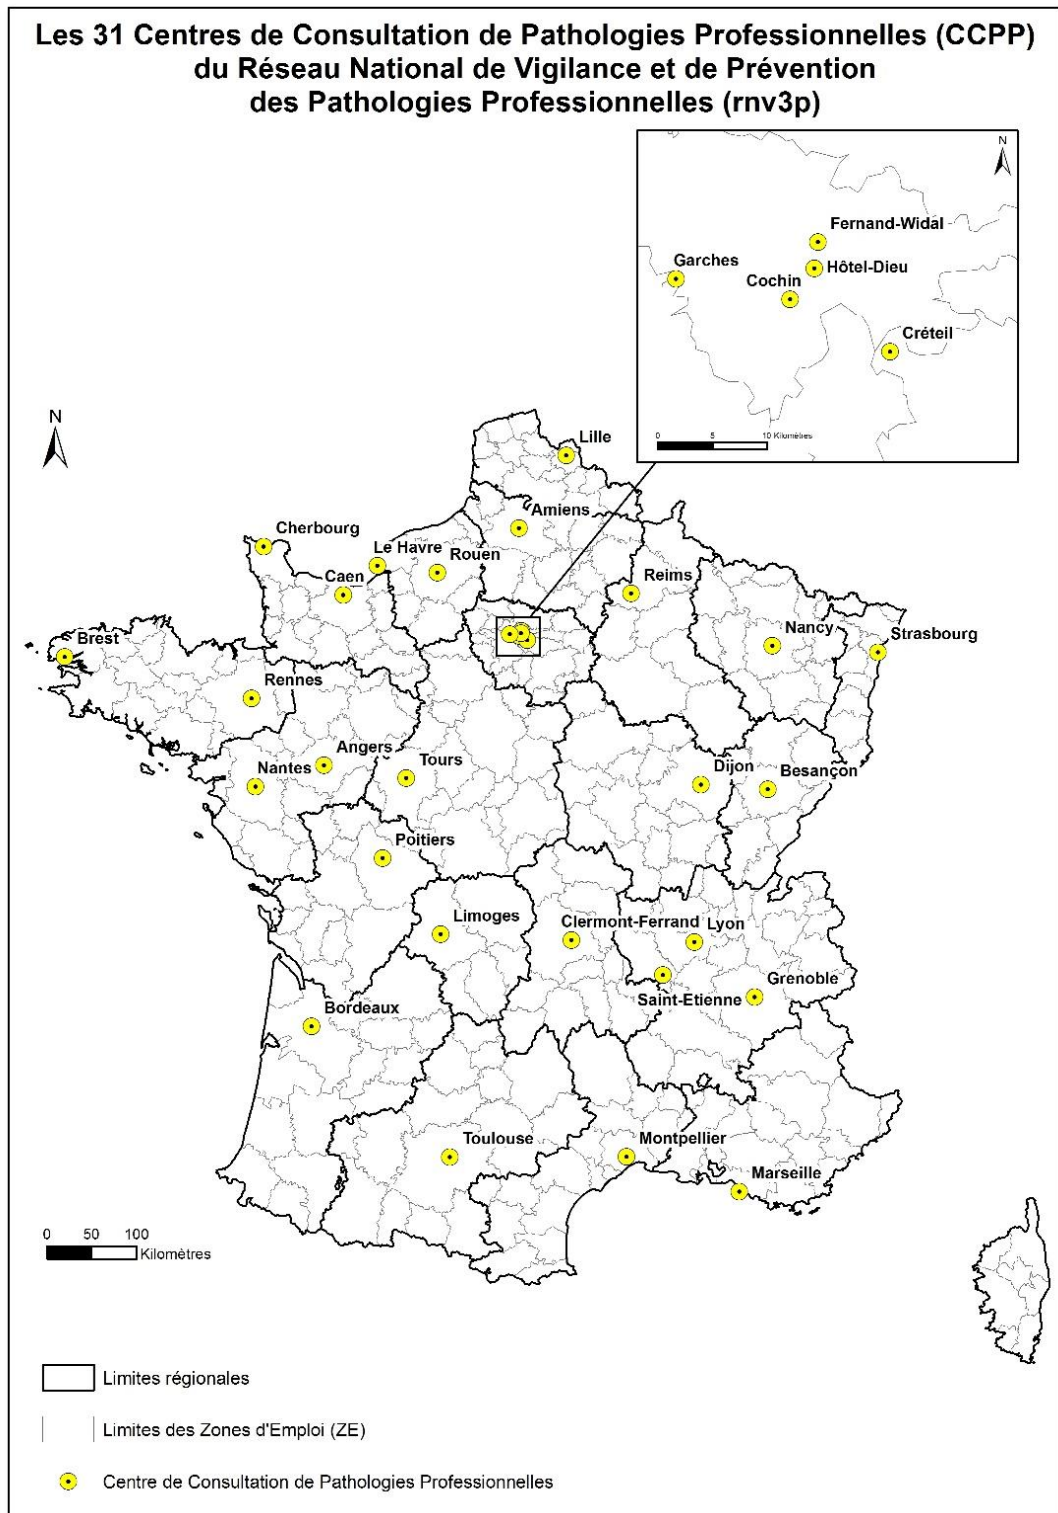 Les 31 Centres de Consultation de Pathologies Professionnelles (CCPP)
du Réseau National de Vigilance et de Prévention
des Pathologies Professionnelles (rnv3p)
N
Fernand-Widal
Garches
Hôtel-Dieu
Cochin
Créteil
0 5 10 Kilomètres
N
Lille
Amiens
Cherbourg
Le Havre
Rouen
Caen
Reims
Brest
Nancy
Strasbourg
Rennes
Angers
Nantes
Tours
Dijon
Besançon
Poitiers
Limoges
Clermont-Ferrand
Lyon
Grenoble
Saint-Etienne
Bordeaux
Toulouse
Montpellier
Marseille
0 50 100
Kilomètres
Limites régionales
Limites des Zones d'Emploi (ZE)
Centre de Consultation de Pathologies Professionnelles